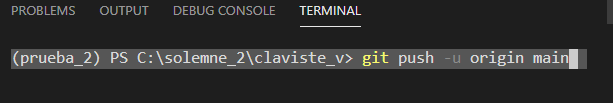 PROBLEMS OUTPUT DEBUG CONSOLE TERMINAL
(prueba_2) PS C:\solemne_2\claviste_v> git push -u origin main